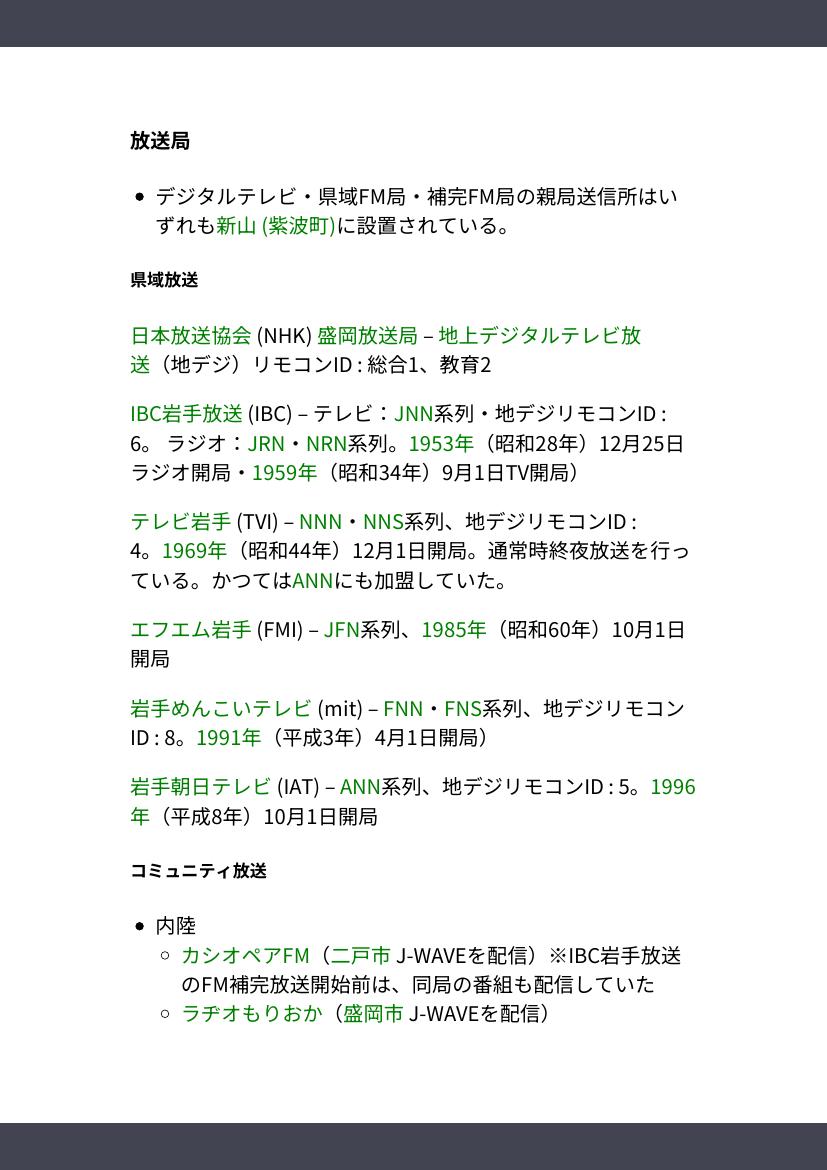 放送局
• デジタルテレビ・県域FM局・補完FM局の親局送信所はい
ずれも新山 (紫波町)に設置されている。
県域放送
日本放送協会 (NHK) 盛岡放送局 – 地上デジタルテレビ放
送（地デジ）リモコンID : 総合1、教育2
IBC岩手放送 (IBC) – テレビ：JNN系列・地デジリモコンID :
6。 ラジオ：JRN・NRN系列。1953年（昭和28年）12月25日
ラジオ開局・1959年（昭和34年）9月1日TV開局）
テレビ岩手 (TVI) – NNN・NNS系列、地デジリモコンID :
4。1969年（昭和44年）12月1日開局。通常時終夜放送を行っ
ている。かつてはANNにも加盟していた。
エフエム岩手 (FMI) – JFN系列、1985年（昭和60年）10月1日
開局
岩手めんこいテレビ (mit) – FNN・FNS系列、地デジリモコン
ID : 8。1991年（平成3年）4月1日開局）
岩手朝日テレビ (IAT) – ANN系列、地デジリモコンID : 5。1996
年（平成8年）10月1日開局
コミュニティ放送
• 内陸
◦ カシオペアFM（二戸市 J-WAVEを配信）※IBC岩手放送
のFM補完放送開始前は、同局の番組も配信していた
◦ ラヂオもりおか（盛岡市 J-WAVEを配信）